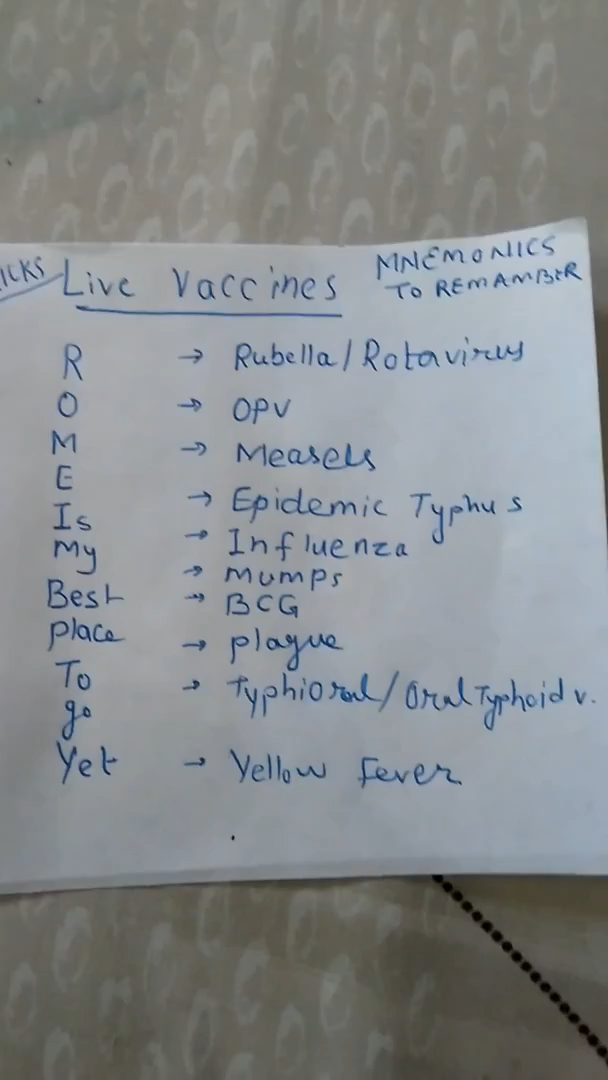 ICKS Live Vaccines MNEMONICS
TO REMAMBER
R → Rubella/Rotavirus
O → OPV
M → Measels
E → Epidemic Typhus
Is → Influenza
My → Mumps
Best → BCG
Place → Plague
To → Typhioral/Oral Typhoid v.
go
Yet → Yellow Fever